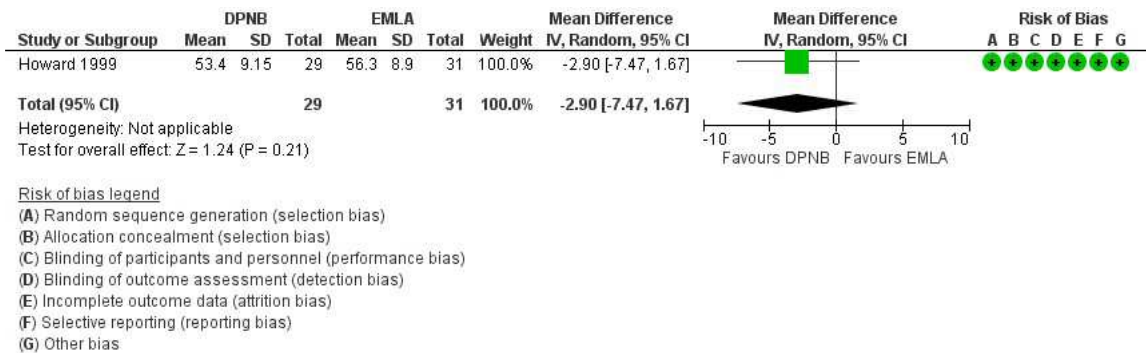 DPNB EMLA Mean Difference Mean Difference Risk of Bias
Study or Subgroup Mean SD Total Mean SD Total Weight IV, Random, 95% CI IV, Random, 95% CI A B C D E F G
Howard 1999 53.4 9.15 29 56.3 8.9 31 100.0% -2.90 [-7.47, 1.67] + + + + + + +
Total (95% CI) 29 31 100.0% -2.90 [-7.47, 1.67]
Heterogeneity: Not applicable
Test for overall effect: Z = 1.24 (P = 0.21)
-10 -5 0 5 10
Favours DPNB Favours EMLA
Risk of bias legend
(A) Random sequence generation (selection bias)
(B) Allocation concealment (selection bias)
(C) Blinding of participants and personnel (performance bias)
(D) Blinding of outcome assessment (detection bias)
(E) Incomplete outcome data (attrition bias)
(F) Selective reporting (reporting bias)
(G) Other bias